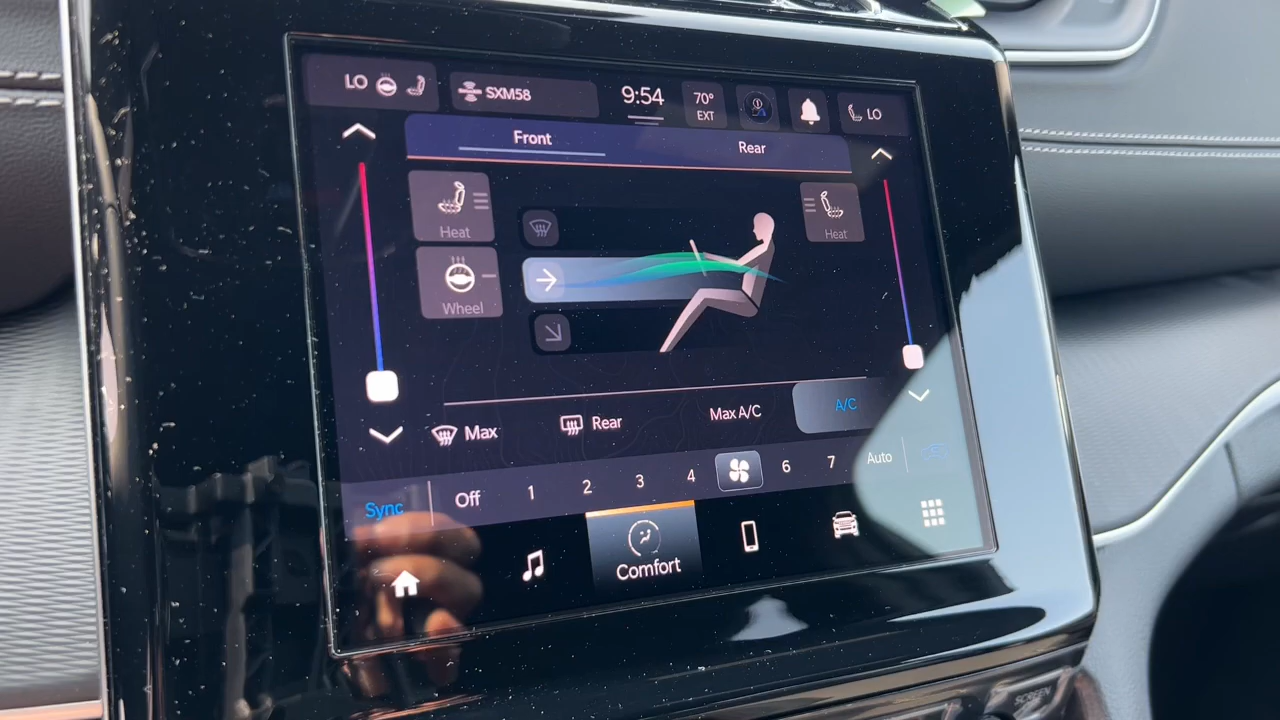 LO
SXM58
9:54
70°
EXT
LO
Front
Rear
Heat
Heat
Wheel
Max
Rear
Max A/C
A/C
Sync
Off
1
2
3
4
6
7
Auto
Comfort
SCREEN